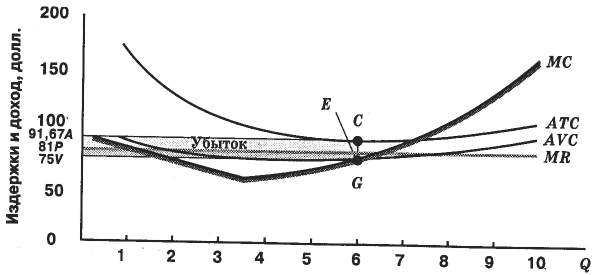 Издержки и доход, долл.
200
150
100
91,67A
81P
75V
50
0
Убыток
E
C
G
MC
ATC
AVC
MR
1 2 3 4 5 6 7 8 9 10 Q